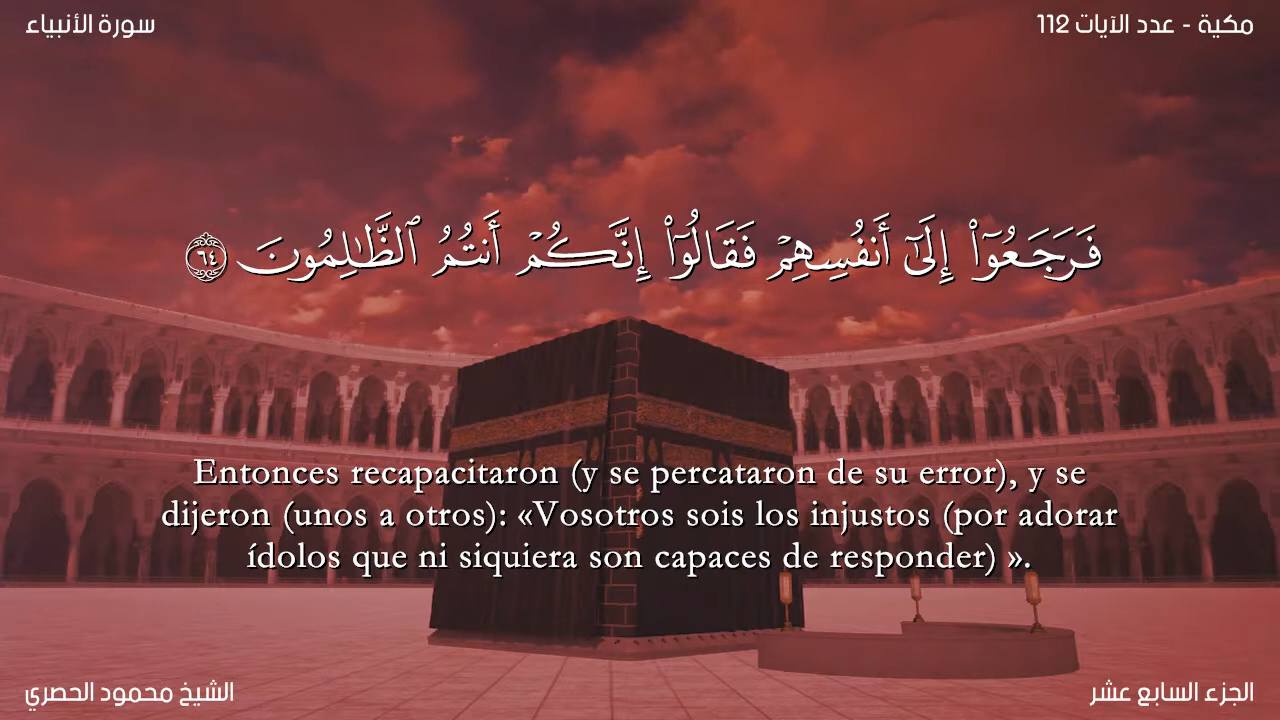 سورة الأنبياء
مكية - عدد الآيات 112
فَرَجَعُوٓا۟ إِلَىٰٓ أَنفُسِهِمْ فَقَالُوٓا۟ إِنَّكُمْ أَنتُمُ ٱلظَّـٰلِمُونَ ٦٤
Entonces recapacitaron (y se percataron de su error), y se
dijeron (unos a otros): «Vosotros sois los injustos (por adorar
ídolos que ni siquiera son capaces de responder) ».
الشيخ محمود الحصري
الجزء السابع عشر